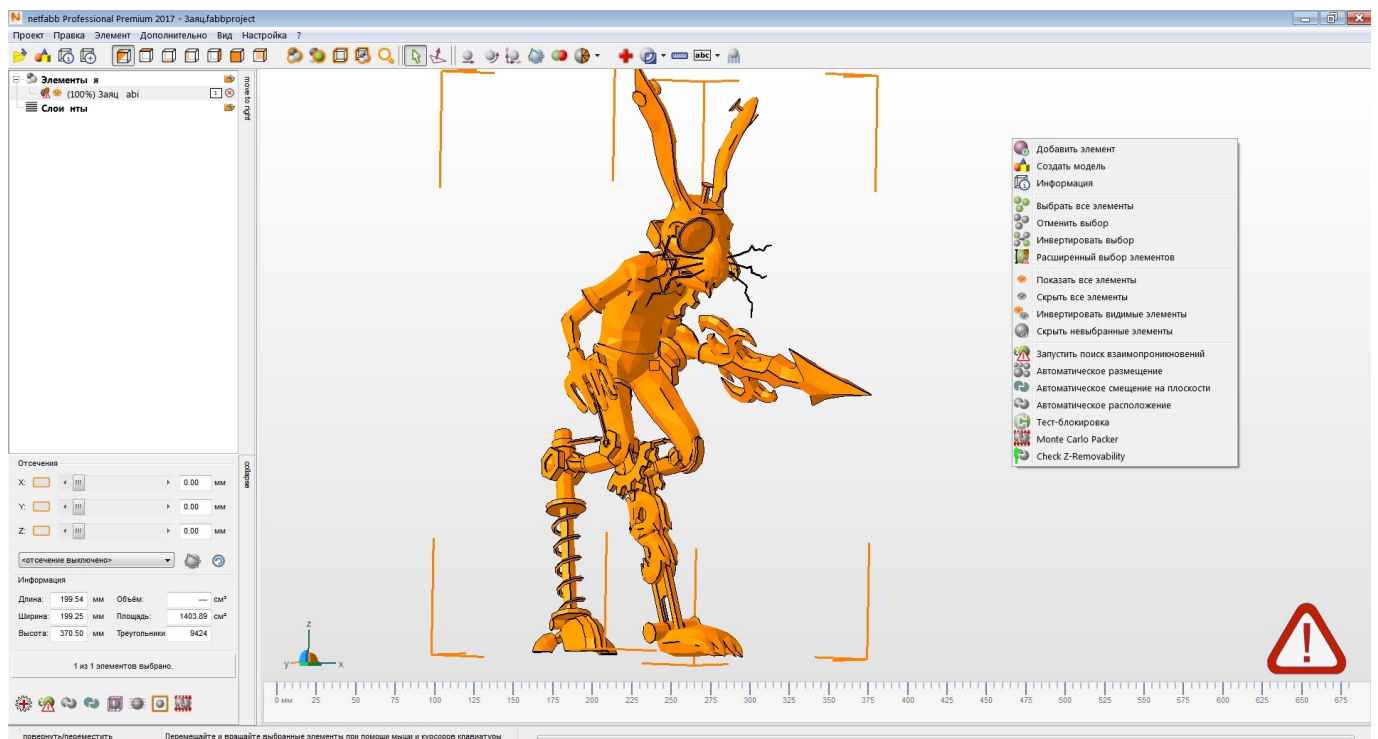 netfabb Professional Premium 2017 - Заяц.fabbproject
Проект Правка Элемент Дополнительно Вид Настройка ?
abc
Элементы я
(100%) Заяц abi
Слои нты
move to right
Добавить элемент
Создать модель
Информация
Выбрать все элементы
Отменить выбор
Инвертировать выбор
Расширенный выбор элементов
Показать все элементы
Скрыть все элементы
Инвертировать видимые элементы
Скрыть невыбранные элементы
Запустить поиск взаимопроникновений
Автоматическое размещение
Автоматическое смещение на плоскости
Автоматическое расположение
Тест-блокировка
Monte Carlo Packer
Check Z-Removability
collapse
Отсечения
X: 0.00 мм
Y: 0.00 мм
Z: 0.00 мм
<отсечение выключено>
Информация
Длина: 199.54 мм Объём: --- см³
Ширина: 199.25 мм Площадь: 1403.89 см²
Высота: 370.50 мм Треугольники 9424
1 из 1 элементов выбрано.
z
y x
0 мм 25 50 75 100 125 150 175 200 225 250 275 300 325 350 375 400 425 450 475 500 525 550 575 600 625 650 675
повернуть/переместить Перемещайте и вращайте выбранные элементы при помощи мыши и курсоров клавиатуры